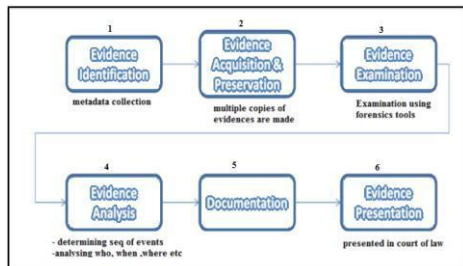 1
Evidence
Identification
metadata collection
2
Evidence
Acquisition &
Preservation
multiple copies of
evidences are made
3
Evidence
Examination
Examination using
forensics tools
4
Evidence
Analysis
- determining seq of events
-analysing who, when ,where etc
5
Documentation
6
Evidence
Presentation
presented in court of law